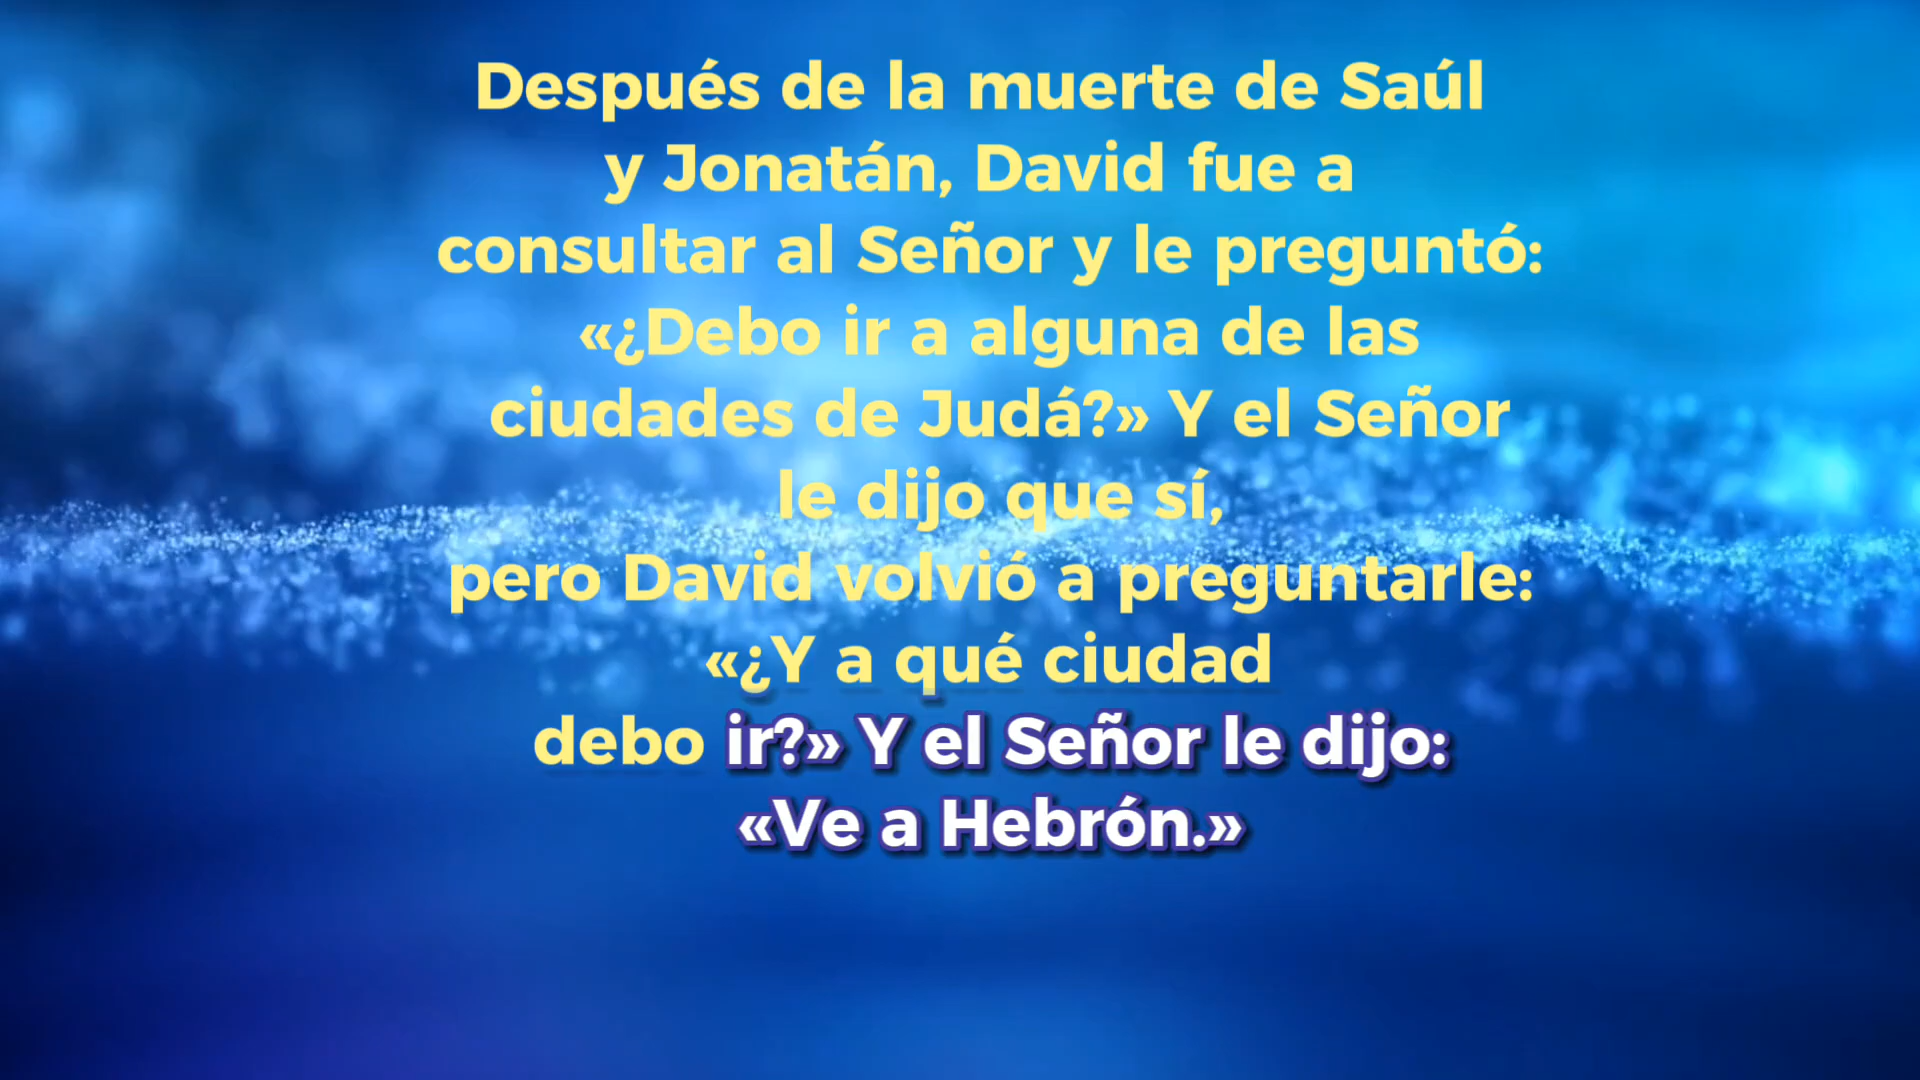 Después de la muerte de Saúl
y Jonatán, David fue a
consultar al Señor y le preguntó:
«¿Debo ir a alguna de las
ciudades de Judá?» Y el Señor
le dijo que sí,
pero David volvió a preguntarle:
«¿Y a qué ciudad
debo ir?» Y el Señor le dijo:
«Ve a Hebrón.»